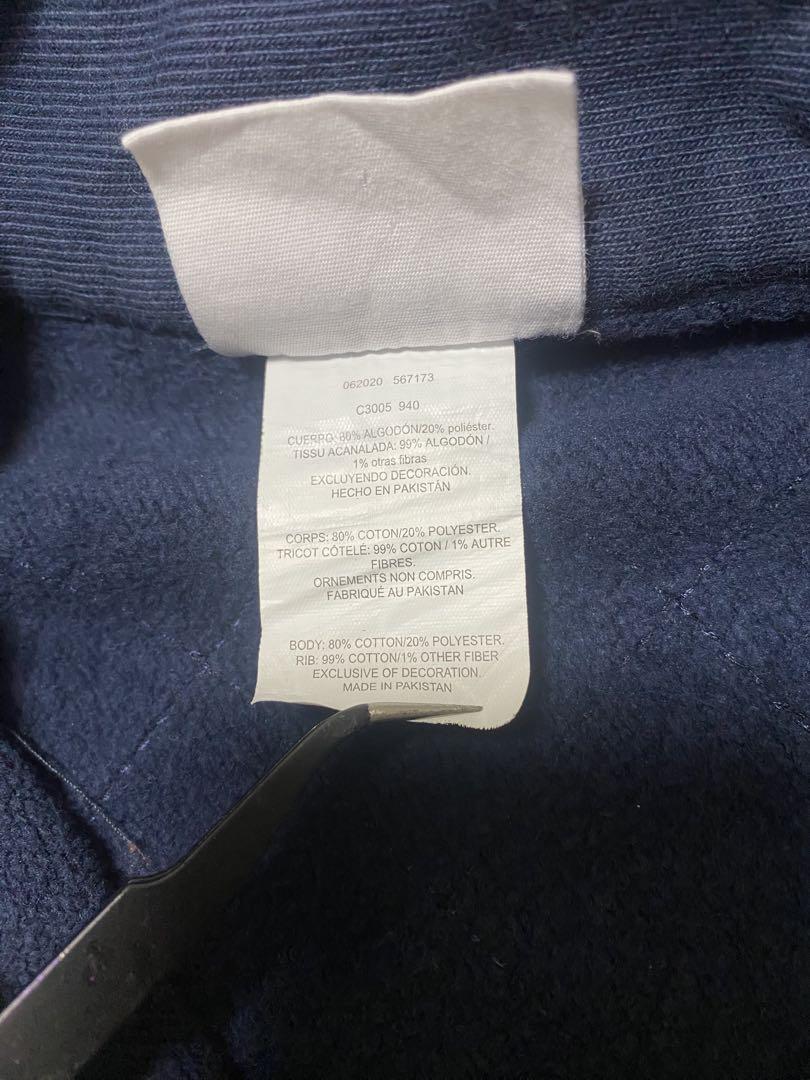 062020 567173
C3005 940
CUERPO: 80% ALGODÓN/20% poliéster.
TISSU ACANALADA: 99% ALGODÓN /
1% otras fibras
EXCLUYENDO DECORACIÓN.
HECHO EN PAKISTÁN
CORPS: 80% COTON/20% POLYESTER.
TRICOT CÔTELÉ: 99% COTON / 1% AUTRE
FIBRES.
ORNEMENTS NON COMPRIS.
FABRIQUÉ AU PAKISTAN
BODY: 80% COTTON/20% POLYESTER.
RIB: 99% COTTON/1% OTHER FIBER
EXCLUSIVE OF DECORATION.
MADE IN PAKISTAN